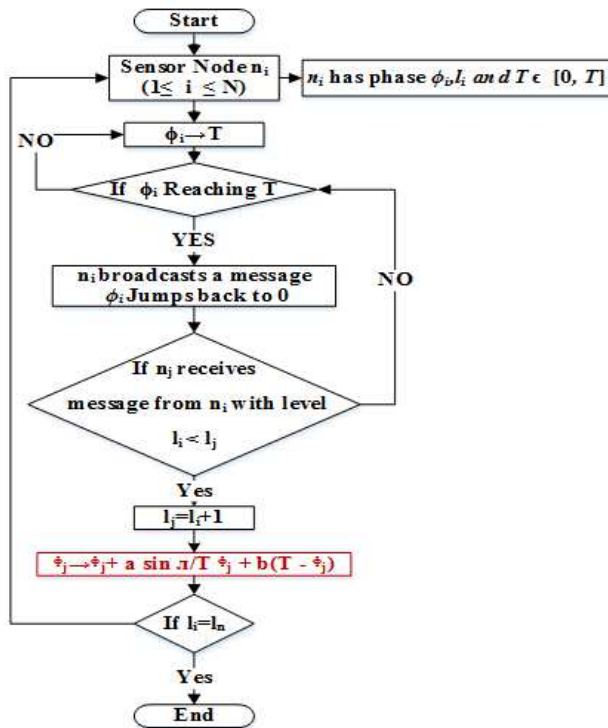 Start
Sensor Node nᵢ
(1≤ i ≤ N)
nᵢ has phase ϕᵢ,lᵢ and T ϵ [0, T]
NO
ϕᵢ→T
If ϕᵢ Reaching T
YES
NO
nᵢ broadcasts a message
ϕᵢ Jumps back to 0
If nⱼ receives
message from nᵢ with level
lᵢ < lⱼ
Yes
lⱼ=lᵢ+1
ϕⱼ→ϕⱼ+ a sin л/T ϕⱼ + b(T - ϕⱼ)
If lᵢ=lₙ
Yes
End